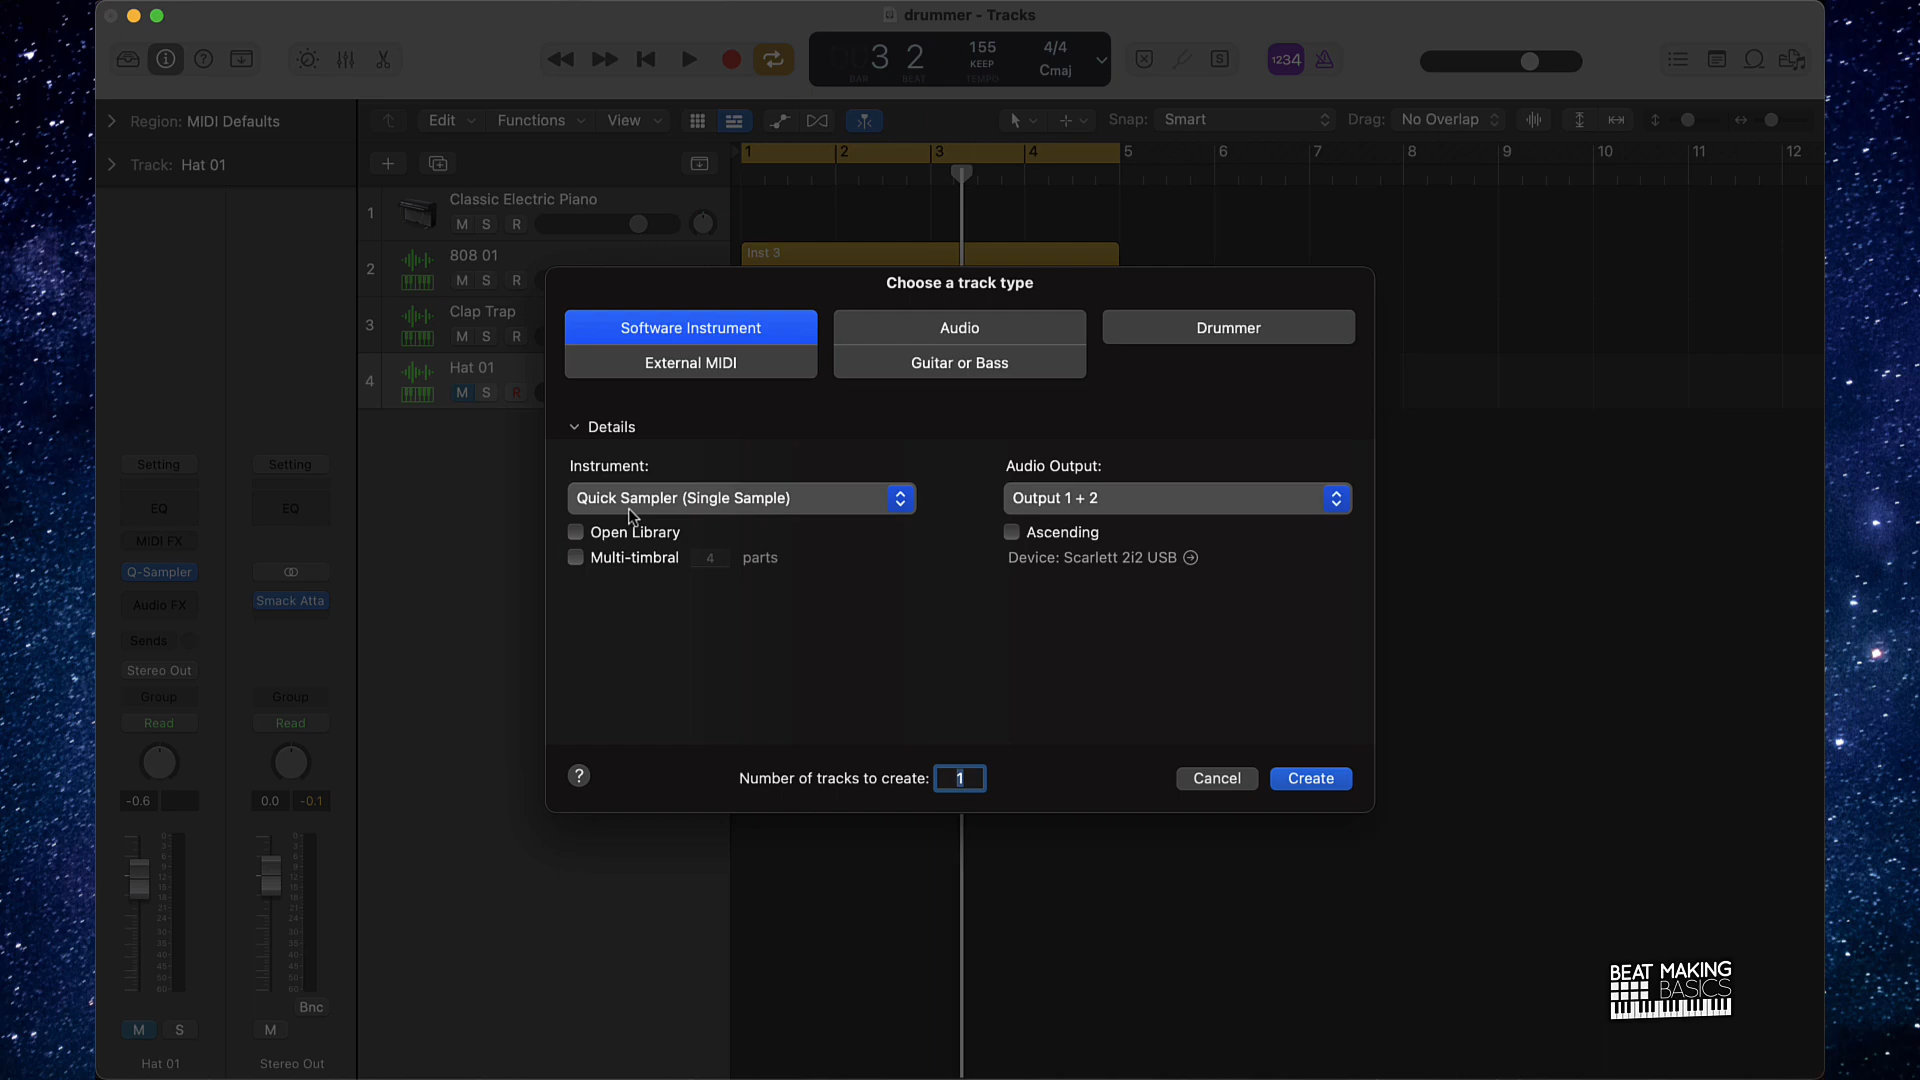 drummer - Tracks
3 2
155
4/4
KEEP
Cmaj
BAR BEAT TEMPO
1234
S
Region: MIDI Defaults
Edit Functions View
Snap: Smart
Drag: No Overlap
Track: Hat 01
1 2 3 4 5 6 7 8 9 10 11 12
1
Classic Electric Piano
M S R
2
808 01
M S R
Inst 3
3
Clap Trap
M S R
4
Hat 01
M S R
Choose a track type
Software Instrument Audio Drummer
External MIDI Guitar or Bass
Details
Instrument: Audio Output:
Quick Sampler (Single Sample) Output 1 + 2
Open Library Ascending
Multi-timbral 4 parts Device: Scarlett 2i2 USB
? Number of tracks to create: 1 Cancel Create
Setting Setting
EQ EQ
MIDI FX
Q-Sampler
Audio FX Smack Atta
Sends
Stereo Out
Group Group
Read Read
-0.6 0.0 -0.1
Bnc
M S M
Hat 01 Stereo Out
BEAT MAKING
BASICS